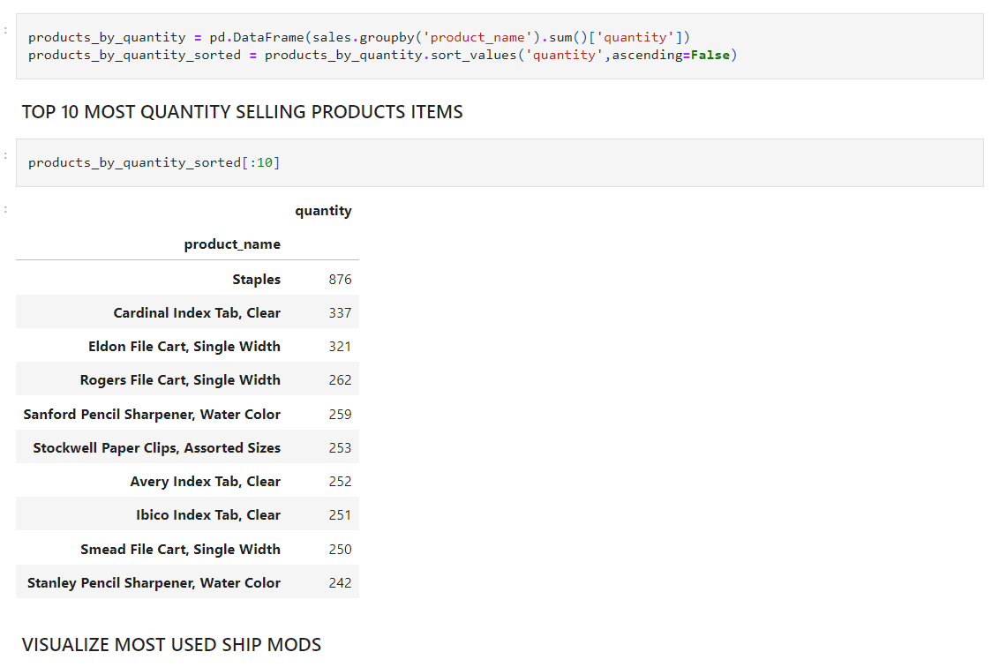 :
products_by_quantity = pd.DataFrame(sales.groupby('product_name').sum()['quantity'])
products_by_quantity_sorted = products_by_quantity.sort_values('quantity',ascending=False)
TOP 10 MOST QUANTITY SELLING PRODUCTS ITEMS
:
products_by_quantity_sorted[:10]
:
quantity
product_name
Staples 876
Cardinal Index Tab, Clear 337
Eldon File Cart, Single Width 321
Rogers File Cart, Single Width 262
Sanford Pencil Sharpener, Water Color 259
Stockwell Paper Clips, Assorted Sizes 253
Avery Index Tab, Clear 252
Ibico Index Tab, Clear 251
Smead File Cart, Single Width 250
Stanley Pencil Sharpener, Water Color 242
VISUALIZE MOST USED SHIP MODS